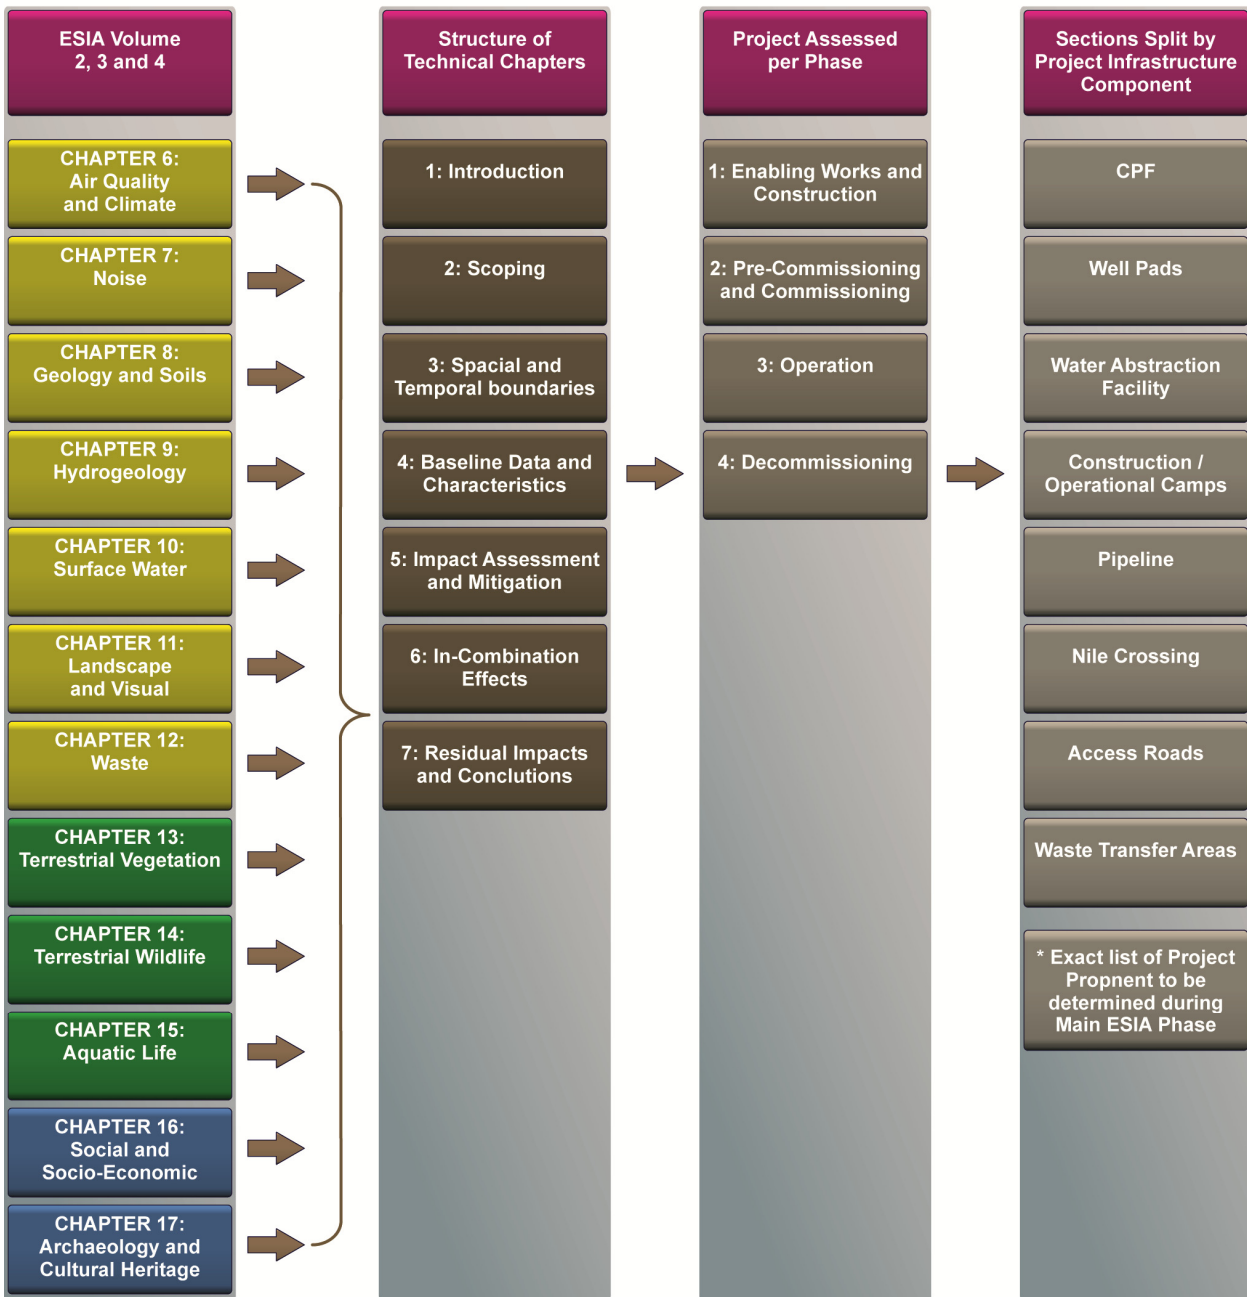 ESIA Volume
2, 3 and 4
CHAPTER 6:
Air Quality
and Climate
CHAPTER 7:
Noise
CHAPTER 8:
Geology and Soils
CHAPTER 9:
Hydrogeology
CHAPTER 10:
Surface Water
CHAPTER 11:
Landscape
and Visual
CHAPTER 12:
Waste
CHAPTER 13:
Terrestrial Vegetation
CHAPTER 14:
Terrestrial Wildlife
CHAPTER 15:
Aquatic Life
CHAPTER 16:
Social and
Socio-Economic
CHAPTER 17:
Archaeology and
Cultural Heritage
Structure of
Technical Chapters
1: Introduction
2: Scoping
3: Spacial and
Temporal boundaries
4: Baseline Data and
Characteristics
5: Impact Assessment
and Mitigation
6: In-Combination
Effects
7: Residual Impacts
and Conclutions
Project Assessed
per Phase
1: Enabling Works and
Construction
2: Pre-Commissioning
and Commissioning
3: Operation
4: Decommissioning
Sections Split by
Project Infrastructure
Component
CPF
Well Pads
Water Abstraction
Facility
Construction /
Operational Camps
Pipeline
Nile Crossing
Access Roads
Waste Transfer Areas
* Exact list of Project
Propnent to be
determined during
Main ESIA Phase